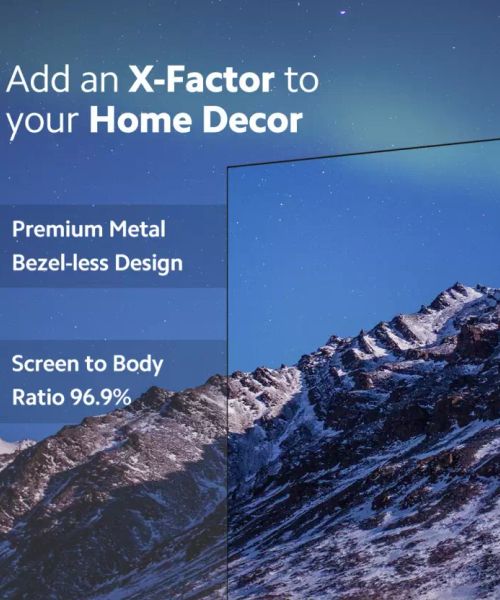 Add an X-Factor to
your Home Decor
Premium Metal
Bezel-less Design
Screen to Body
Ratio 96.9%